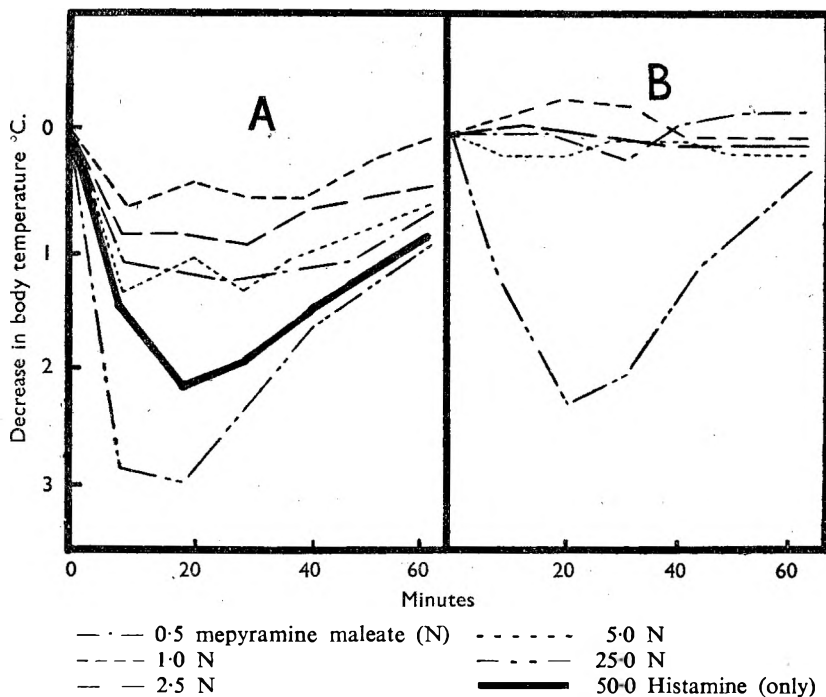 A
B
0
1
2
3
Decrease in body temperature °C.
0 20 40 60 20 40 60
Minutes
0·5 mepyramine maleate (N)
1·0 N
2·5 N
5·0 N
25·0 N
50·0 Histamine (only)